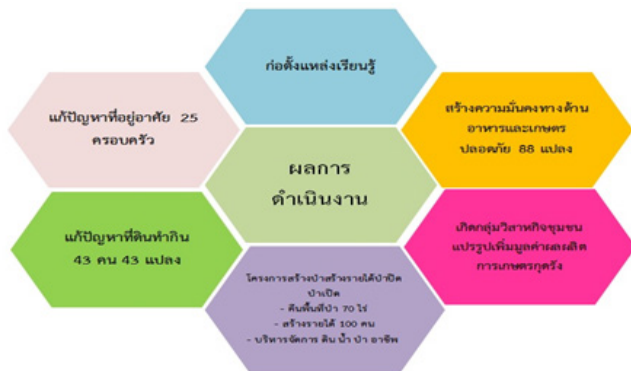 ก่อตั้งแหล่งเรียนรู้
แก้ปัญหาที่อยู่อาศัย 25
ครอบครัว
สร้างความมั่นคงทางด้าน
อาหารและเกษตร
ปลอดภัย 88 แปลง
ผลการ
ดำเนินงาน
แก้ปัญหาที่ดินทำกิน
43 คน 43 แปลง
เกิดกลุ่มวิสาหกิจชุมชน
แปรรูปเพิ่มมูลค่าผลผลิต
การเกษตรกุดรัง
โครงการสร้างป่าสร้างรายได้ป่าปิด
ป่าเปิด
- คืนพื้นที่ป่า 70 ไร่
- สร้างรายได้ 100 คน
- บริหารจัดการ ดิน น้ำ ป่า อาชีพ